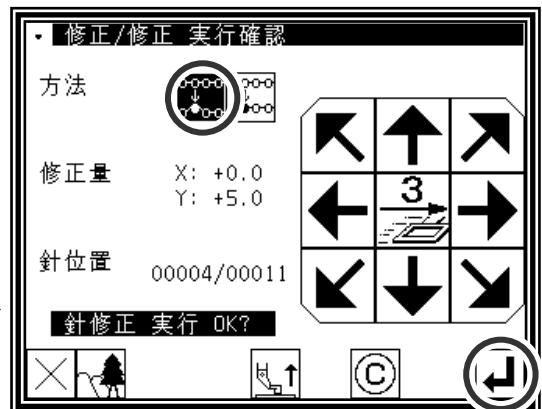 修正/修正 実行確認
方法
修正量 X: +0.0
Y: +5.0
3
針位置 00004/00011
針修正 実行 OK?
C